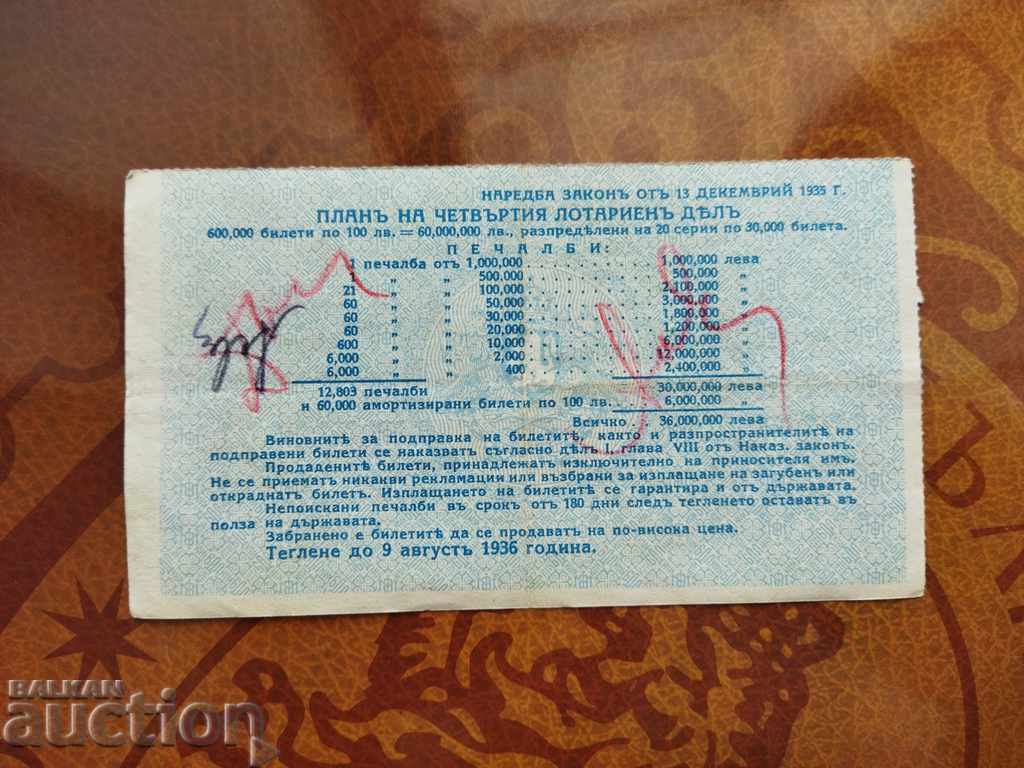 НАРЕДБА ЗАКОНЪ ОТЪ 13 ДЕКЕМВРИЙ 1935 Г.
ПЛАНЪ НА ЧЕТВЪРТИЯ ЛОТАРИЕНЪ ДѢЛЪ
600,000 билети по 100 лв. = 60,000,000 лв., разпредѣлени на 20 серии по 30,000 билета.
ПЕЧАЛБИ:
1 печалба отъ 1,000,000 1,000,000 лева
1 „ „ 500,000 500,000 „
21 „ „ 100,000 2,100,000 „
60 „ „ 50,000 3,000,000 „
60 „ „ 30,000 1,800,000 „
60 „ „ 20,000 1,200,000 „
600 „ „ 10,000 6,000,000 „
6,000 „ „ 2,000 12,000,000 „
6,000 „ „ 400 2,400,000 „
12,803 печалби 30,000,000 лева
и 60,000 амортизирани билети по 100 лв. 6,000,000 „
Всичко 36,000,000 лева
Виновнитѣ за подправка на билетитѣ, както и разпространителитѣ на
подправени билети се наказватъ съгласно дѣлъ I, глава VIII отъ Наказ. законъ.
Продаденитѣ билети, принадлежатъ изключително на приносителя имъ.
Не се приематъ никакви рекламации или възбрани за изплащане на загубенъ или
откраднатъ билетъ. Изплащането на билетитѣ се гарантира и отъ държавата.
Непоискани печалби въ срокъ отъ 180 дни следъ тегленето оставатъ въ
полза на държавата.
Забранено е билетитѣ да се продаватъ на по-висока цена.
Теглене до 9 августъ 1936 година.
BALKAN
auction